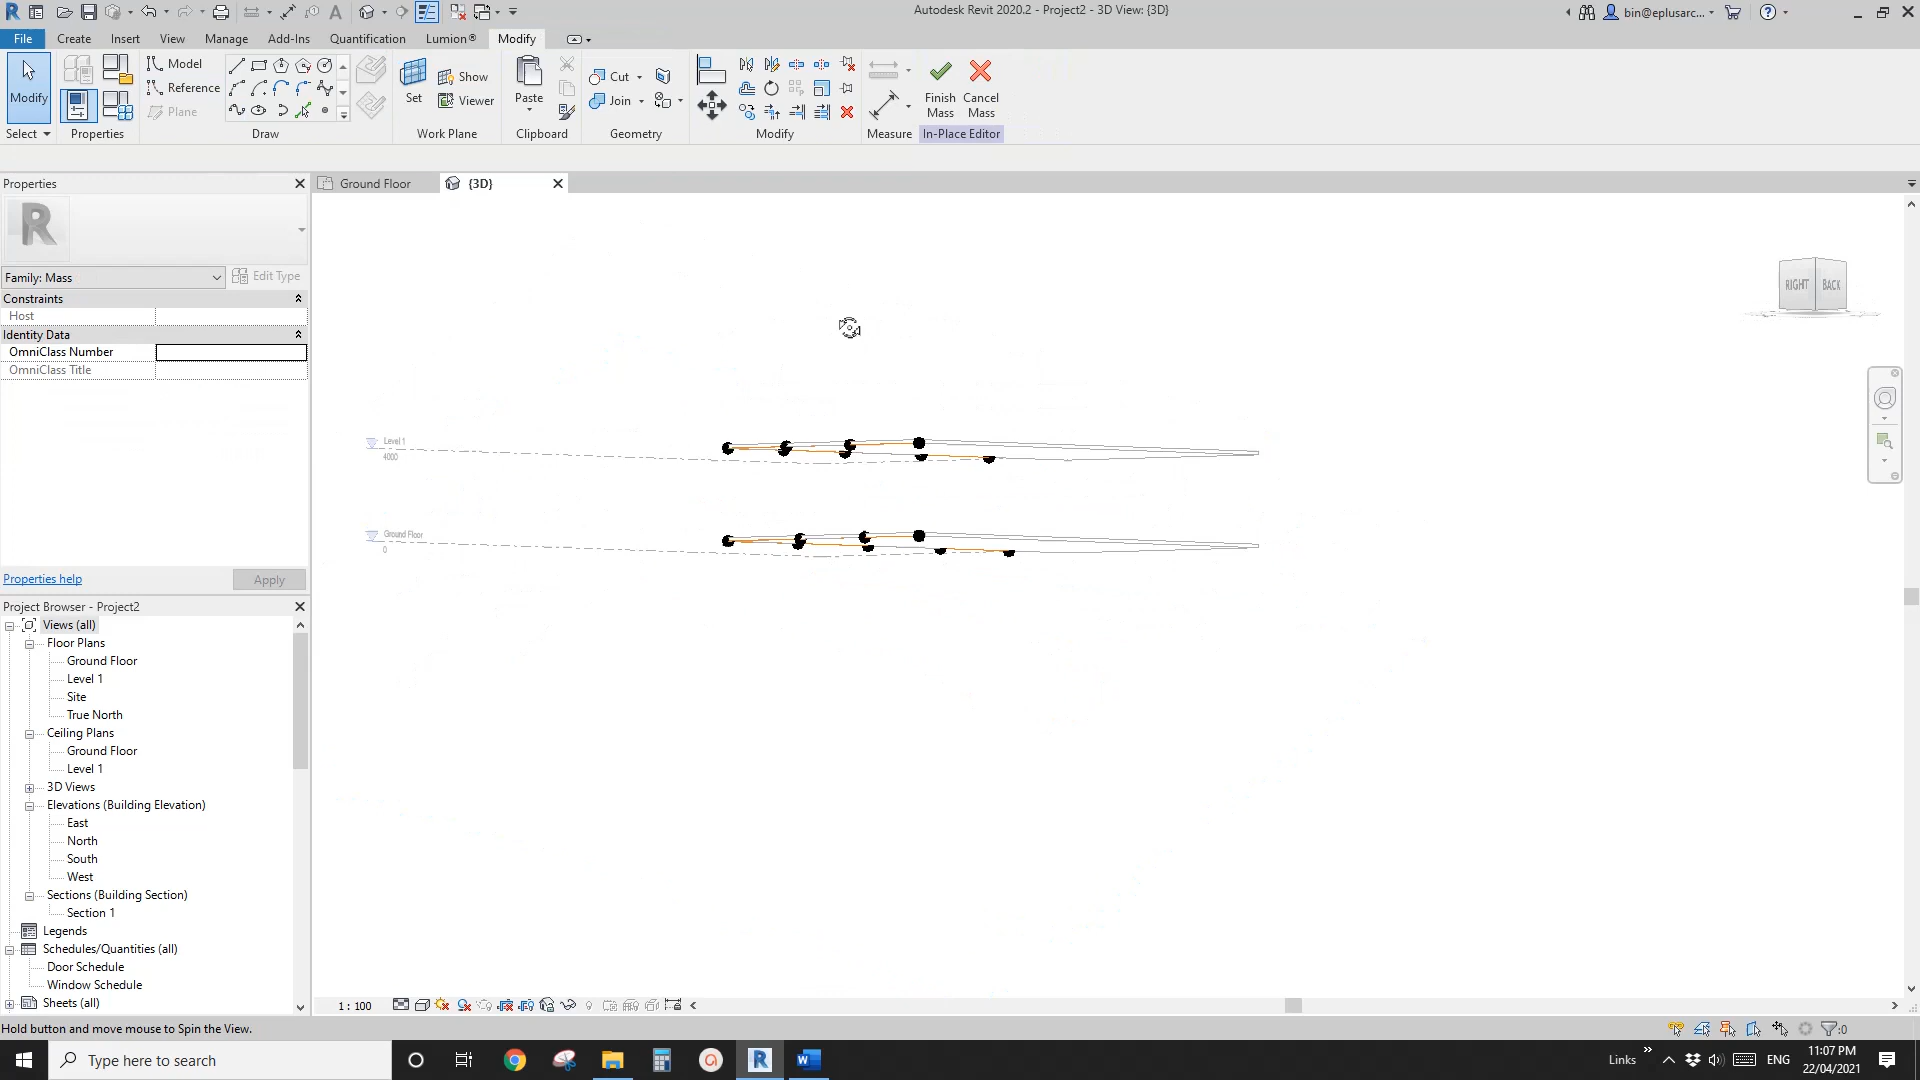 Autodesk Revit 2020.2 - Project2 - 3D View: {3D}
bin@eplusarc...
File Create Insert View Manage Add-Ins Quantification Lumion® Modify
Modify
Model
Reference
Plane
Set
Show
Viewer
Paste
Cut
Join
Finish Mass
Cancel Mass
Select Properties Draw Work Plane Clipboard Geometry Modify Measure In-Place Editor
Properties
Ground Floor
{3D}
R
Family: Mass
Edit Type
Constraints
Host
Identity Data
OmniClass Number
OmniClass Title
RIGHT BACK
Level 1
4000
Ground Floor
0
Properties help
Apply
Project Browser - Project2
Views (all)
Floor Plans
Ground Floor
Level 1
Site
True North
Ceiling Plans
Ground Floor
Level 1
3D Views
Elevations (Building Elevation)
East
North
South
West
Sections (Building Section)
Section 1
Legends
Schedules/Quantities (all)
Door Schedule
Window Schedule
Sheets (all)
1 : 100
Hold button and move mouse to Spin the View.
:0
Type here to search
Links
ENG
11:07 PM
22/04/2021